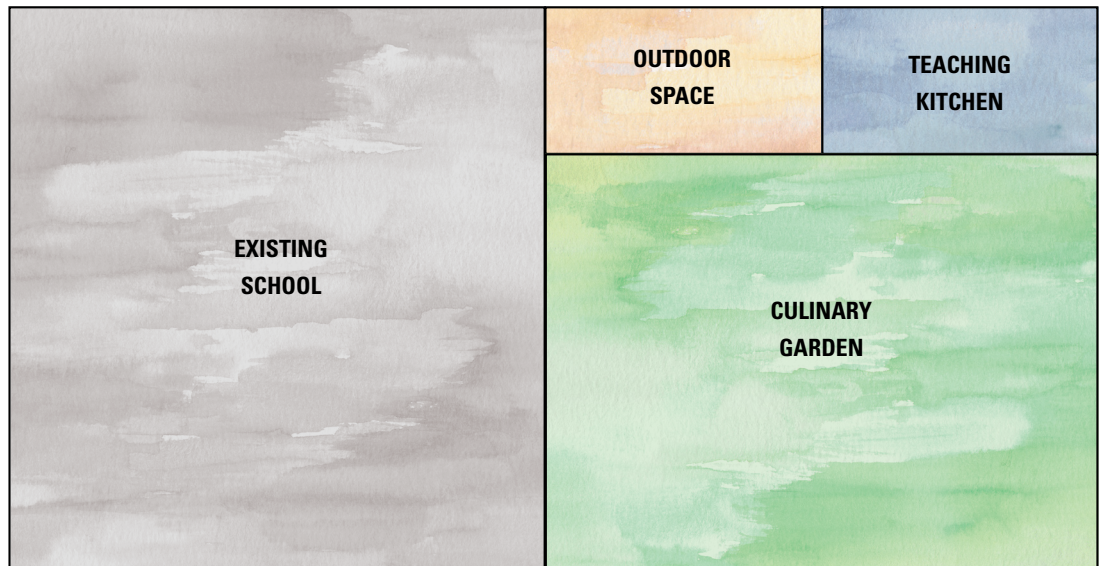 OUTDOOR
SPACE
TEACHING
KITCHEN
EXISTING
SCHOOL
CULINARY
GARDEN